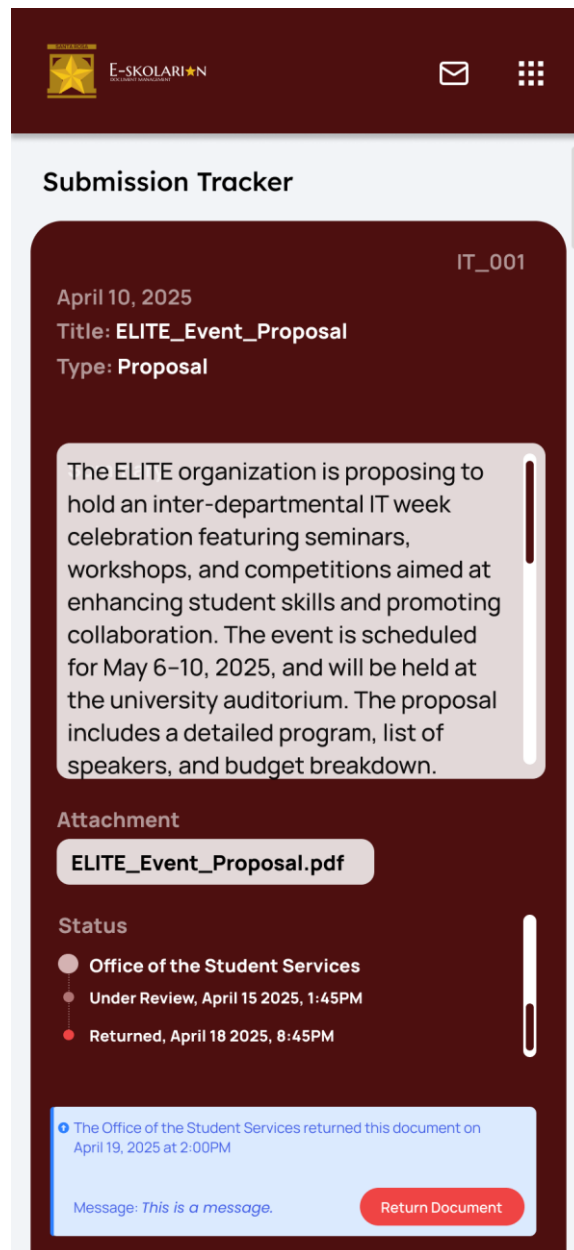 SANTA ROSA
E-SKOLARI★N
DOCUMENT MANAGEMENT
Submission Tracker
IT_001
April 10, 2025
Title: ELITE_Event_Proposal
Type: Proposal
The ELITE organization is proposing to
hold an inter-departmental IT week
celebration featuring seminars,
workshops, and competitions aimed at
enhancing student skills and promoting
collaboration. The event is scheduled
for May 6–10, 2025, and will be held at
the university auditorium. The proposal
includes a detailed program, list of
speakers, and budget breakdown.
Attachment
ELITE_Event_Proposal.pdf
Status
Office of the Student Services
Under Review, April 15 2025, 1:45PM
Returned, April 18 2025, 8:45PM
The Office of the Student Services returned this document on
April 19, 2025 at 2:00PM
Message: This is a message.
Return Document